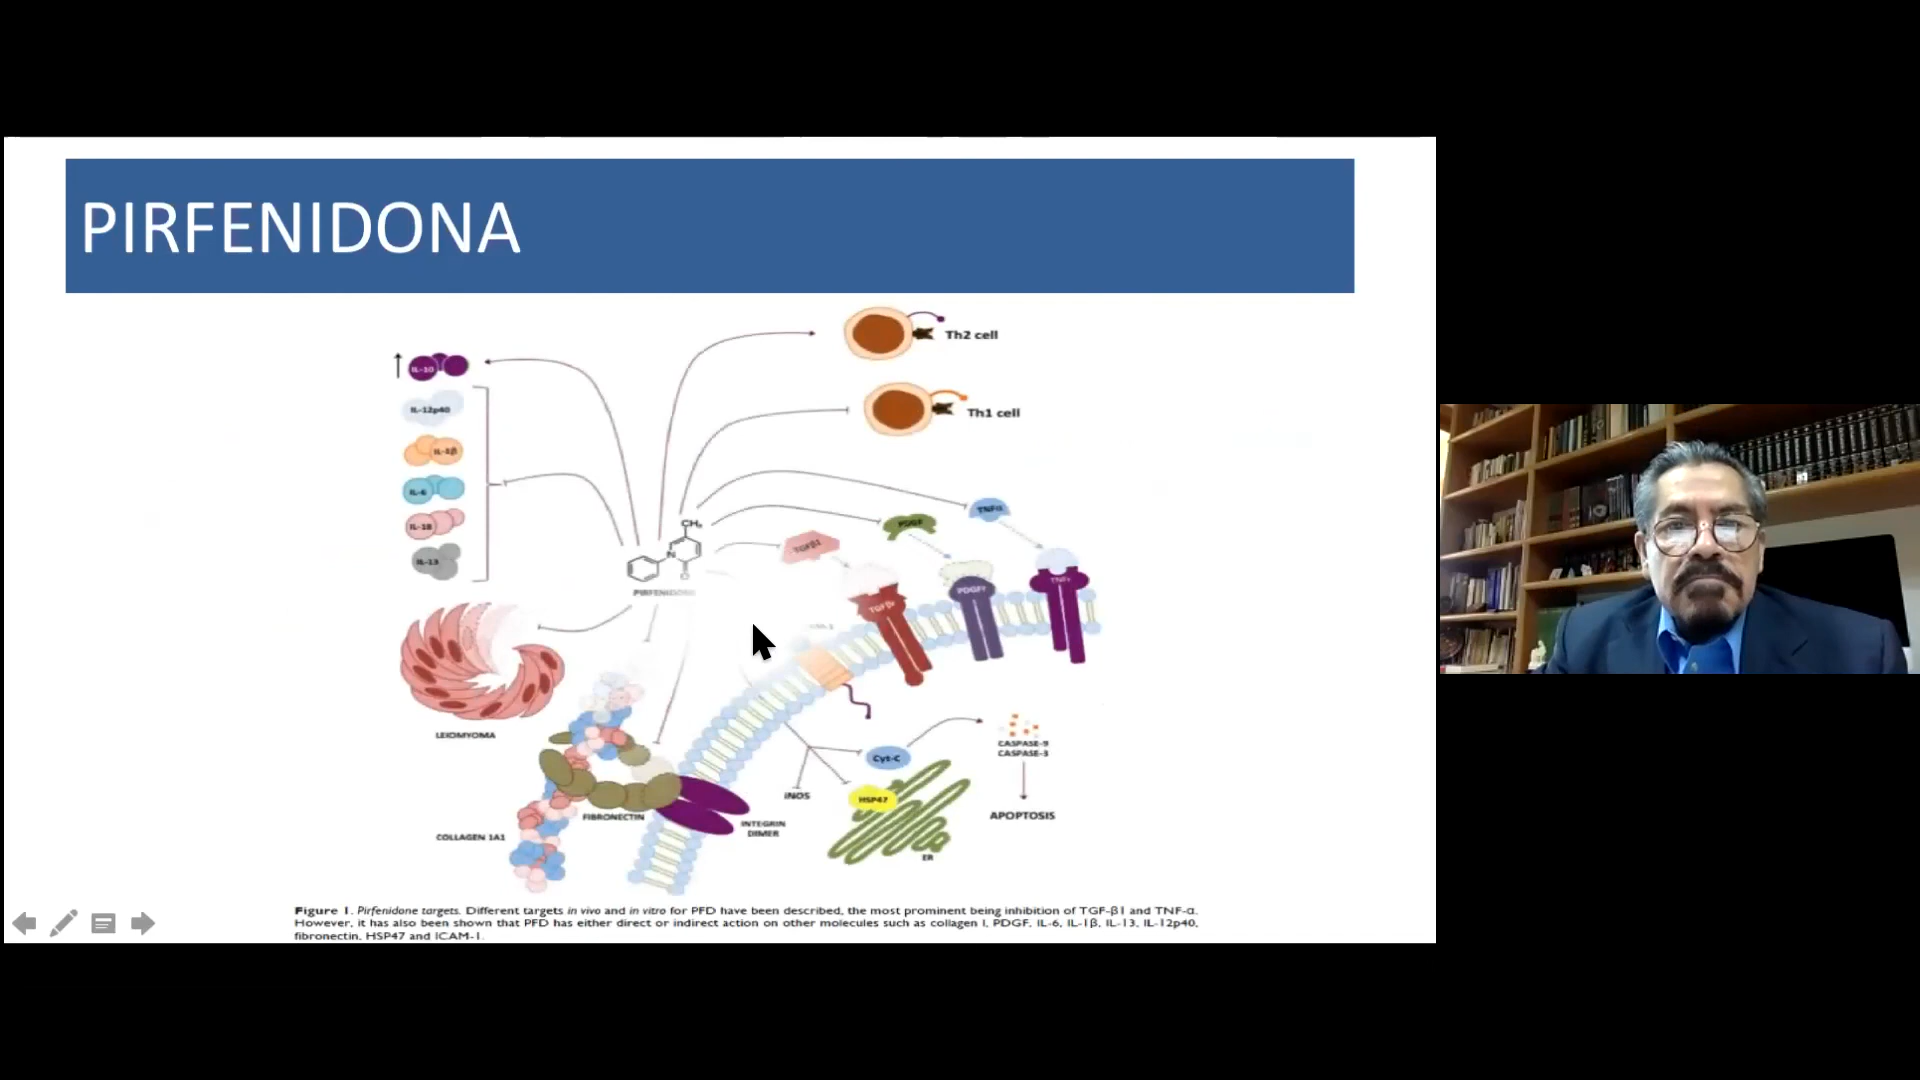 PIRFENIDONA
Th2 cell
IL-10
IL-12p40
Th1 cell
IL-1β
IL-6
TNFα
PDGF
CH₃
IL-18
N
TGFβ1
O
IL-13
TNFr
PDGFr
PIRFENIDONE
TGFβr
LEIOMYOMA
CASPASE-9
CASPASE-3
Cyt-C
iNOS
HSP47
FIBRONECTIN
APOPTOSIS
INTEGRIN
DIMER
COLLAGEN 1A1
ER
Figure 1. Pirfenidone targets. Different targets in vivo and in vitro for PFD have been described, the most prominent being inhibition of TGF-β1 and TNF-α.
However, it has also been shown that PFD has either direct or indirect action on other molecules such as collagen I, PDGF, IL-6, IL-1β, IL-13, IL-12p40,
fibronectin, HSP47 and ICAM-1.